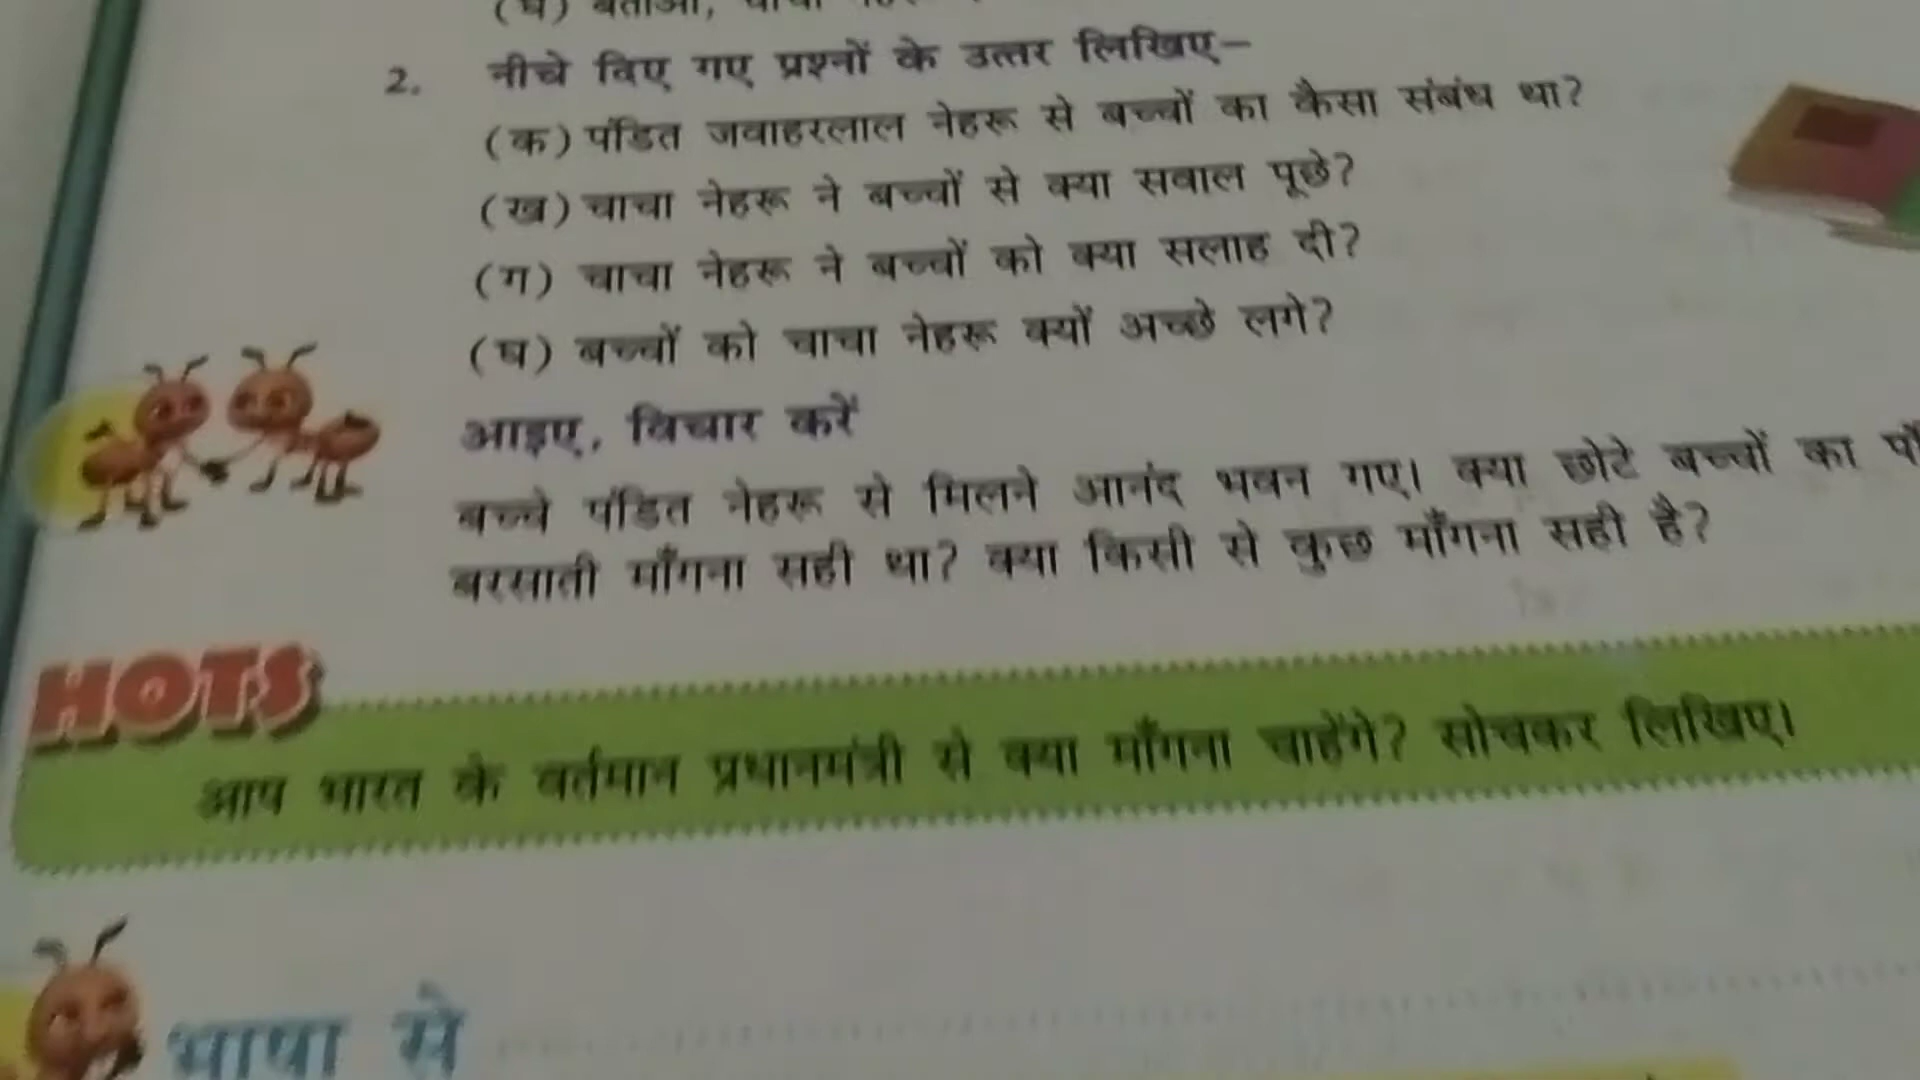 (घ) बताओ, चाचा
2. नीचे दिए गए प्रश्नों के उत्तर लिखिए–
(क) पंडित जवाहरलाल नेहरू से बच्चों का कैसा संबंध था?
(ख) चाचा नेहरू ने बच्चों से क्या सवाल पूछे?
(ग) चाचा नेहरू ने बच्चों को क्या सलाह दी?
(घ) बच्चों को चाचा नेहरू क्यों अच्छे लगे?
आइए, विचार करें
बच्चे पंडित नेहरू से मिलने आनंद भवन गए। क्या छोटे बच्चों का
बरसाती माँगना सही था? क्या किसी से कुछ माँगना सही है?
HOTS
आप भारत के वर्तमान प्रधानमंत्री से क्या माँगना चाहेंगे? सोचकर लिखिए।
भाषा से